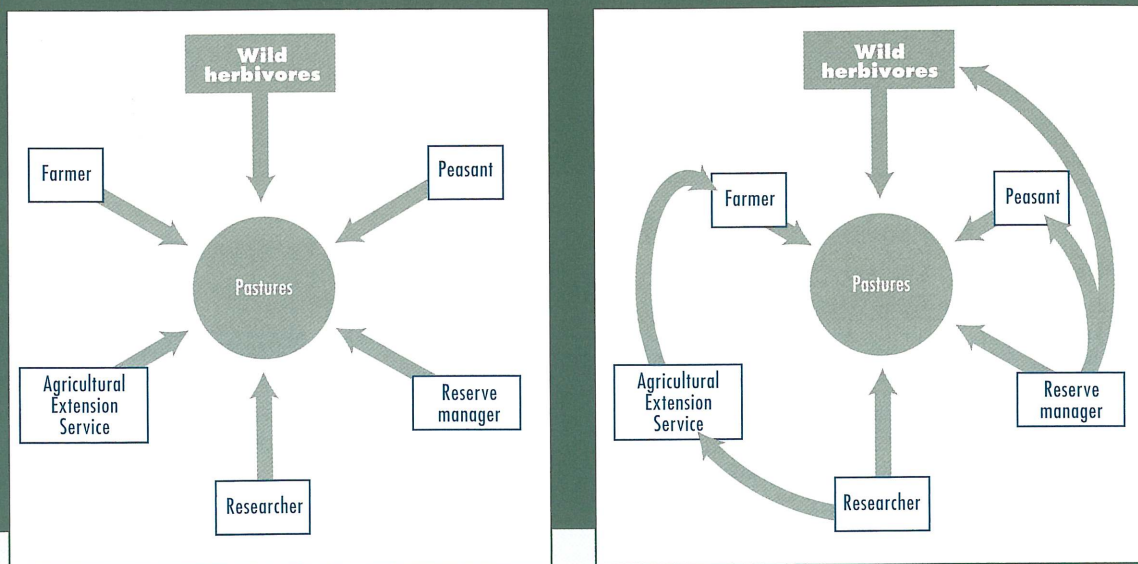 Wild
herbivores
Farmer
Peasant
Pastures
Agricultural
Extension
Service
Reserve
manager
Researcher
Wild
herbivores
Farmer
Peasant
Pastures
Agricultural
Extension
Service
Reserve
manager
Researcher